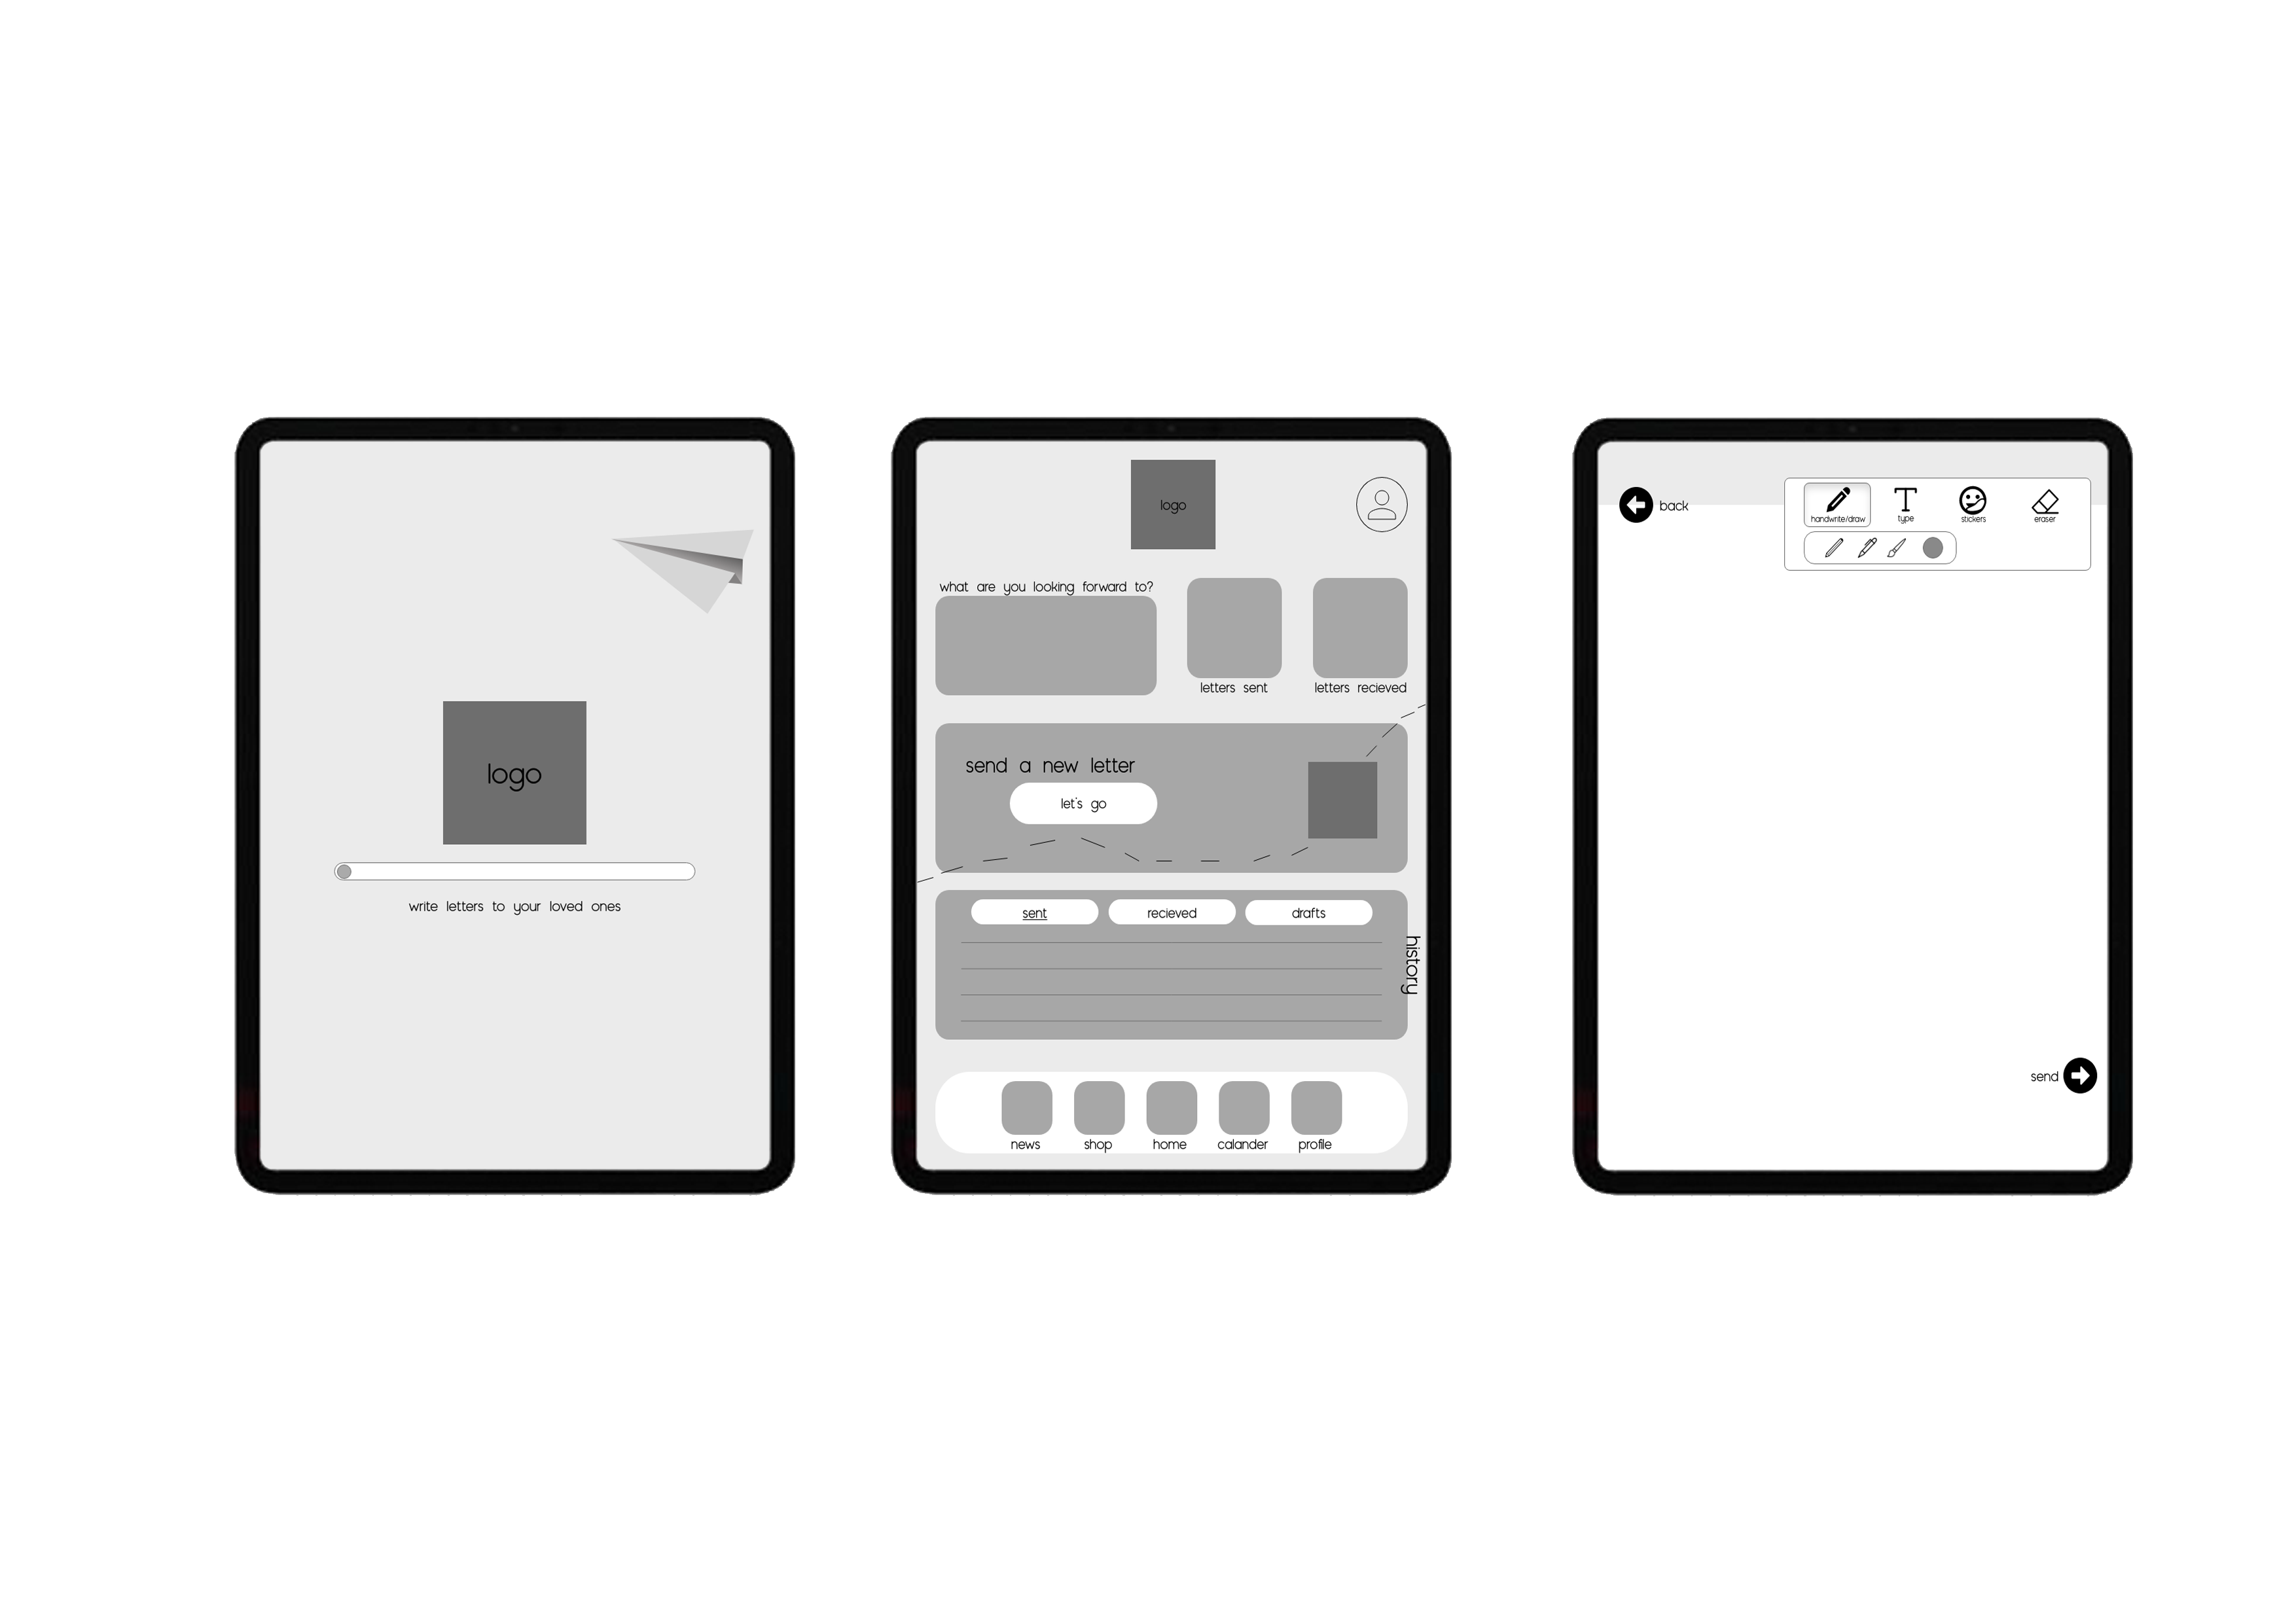 logo
write letters to your loved ones
logo
what are you looking forward to?
letters sent
letters recieved
send a new letter
let's go
sent
recieved
drafts
history
news
shop
home
calander
profile
back
handwrite/draw
type
stickers
eraser
send